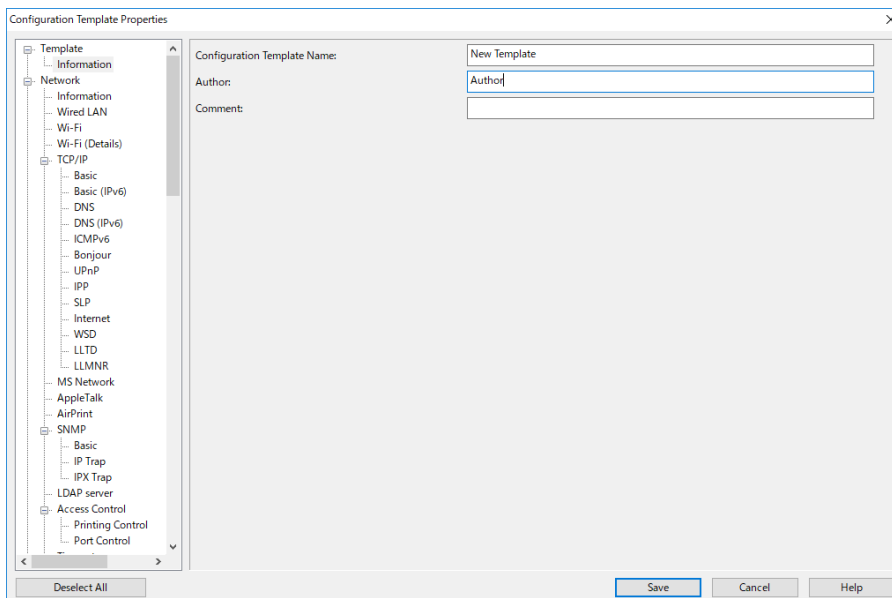 Configuration Template Properties
Template
Information
Network
Information
Wired LAN
Wi-Fi
Wi-Fi (Details)
TCP/IP
Basic
Basic (IPv6)
DNS
DNS (IPv6)
ICMPv6
Bonjour
UPnP
IPP
SLP
Internet
WSD
LLTD
LLMNR
MS Network
AppleTalk
AirPrint
SNMP
Basic
IP Trap
IPX Trap
LDAP server
Access Control
Printing Control
Port Control
Configuration Template Name: New Template
Author: Author
Comment:
Deselect All Save Cancel Help